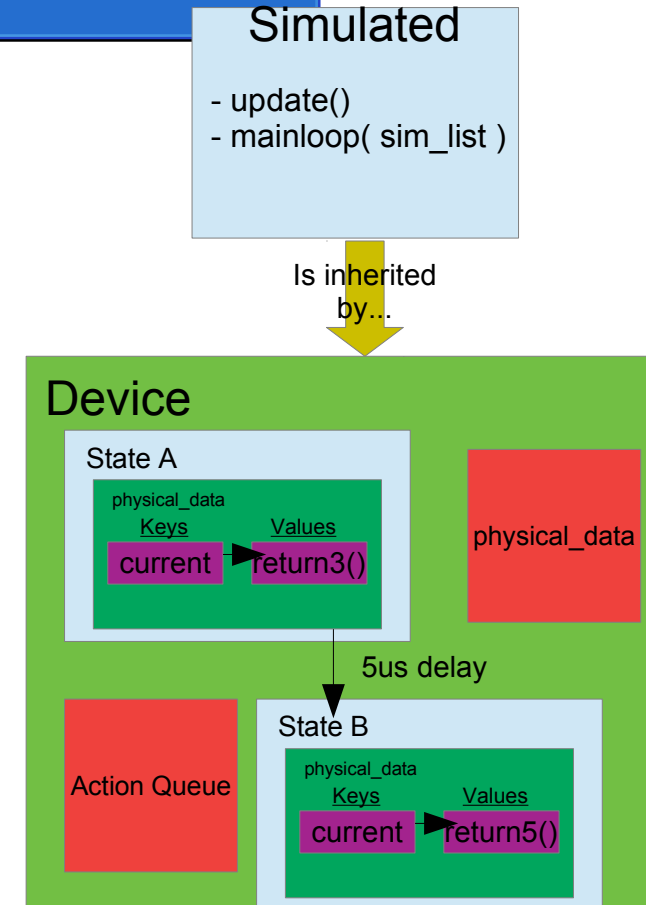 Simulated
- update()
- mainloop( sim_list )
Is inherited
by...
Device
State A
physical_data
Keys Values
current return3()
physical_data
5us delay
State B
Action Queue
physical_data
Keys Values
current return5()